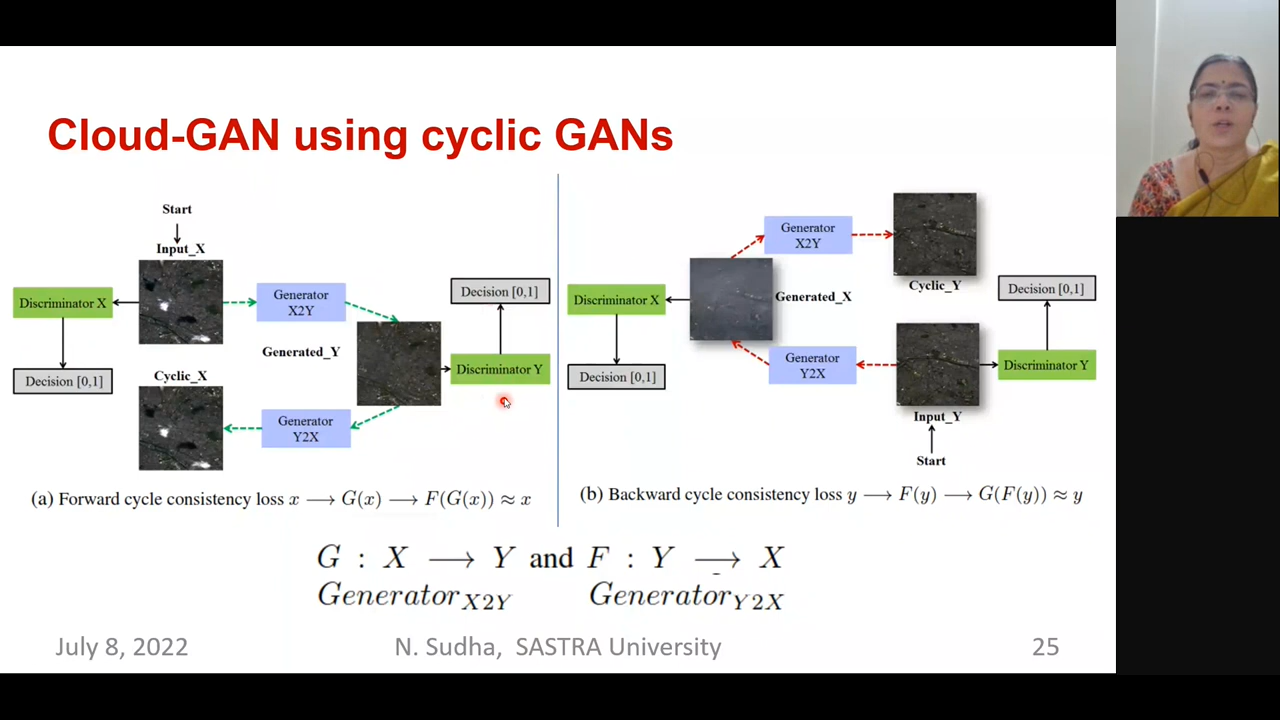 Cloud-GAN using cyclic GANs
Start
Input_X
Discriminator X
Generator
X2Y
Decision [0,1]
Generated_Y
Discriminator Y
Decision [0,1]
Cyclic_X
Generator
Y2X
(a) Forward cycle consistency loss x ⟶ G(x) ⟶ F(G(x)) ≈ x
Generator
X2Y
Cyclic_Y
Discriminator X
Generated_X
Decision [0,1]
Generator
Y2X
Discriminator Y
Decision [0,1]
Input_Y
Start
(b) Backward cycle consistency loss y ⟶ F(y) ⟶ G(F(y)) ≈ y
G : X ⟶ Y and F : Y ⟶ X
Generator_X2Y Generator_Y2X
July 8, 2022 N. Sudha, SASTRA University 25